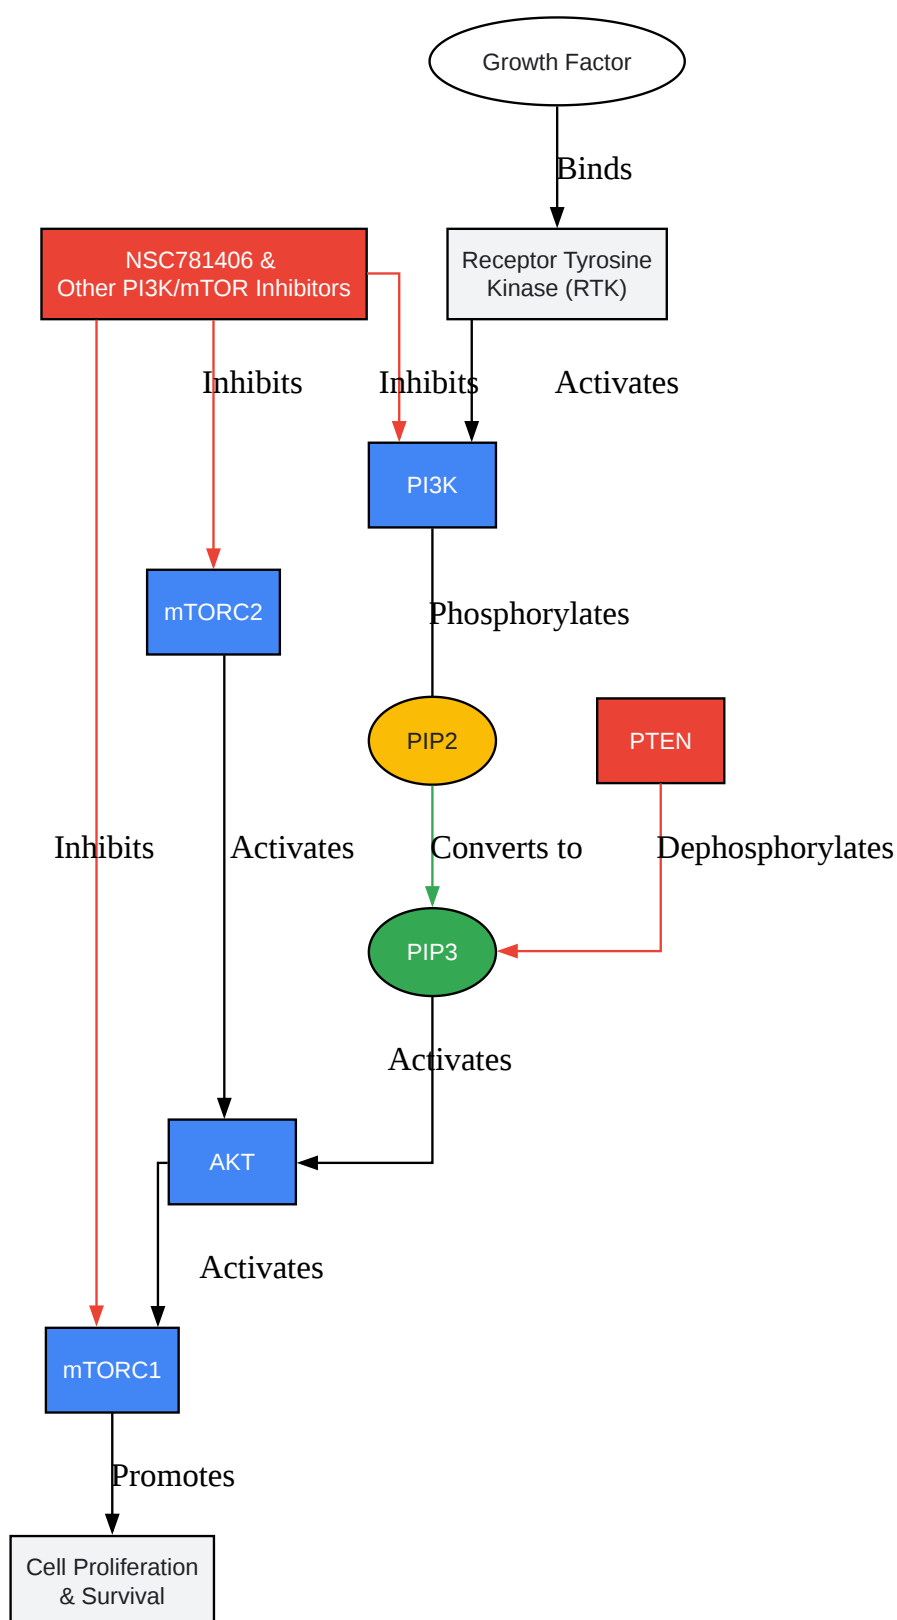 Growth Factor
Binds
NSC781406 &
Other PI3K/mTOR Inhibitors
Receptor Tyrosine
Kinase (RTK)
Inhibits
Inhibits
Activates
PI3K
mTORC2
Phosphorylates
PIP2
PTEN
Inhibits
Activates
Converts to
Dephosphorylates
PIP3
Activates
AKT
Activates
mTORC1
Promotes
Cell Proliferation
& Survival